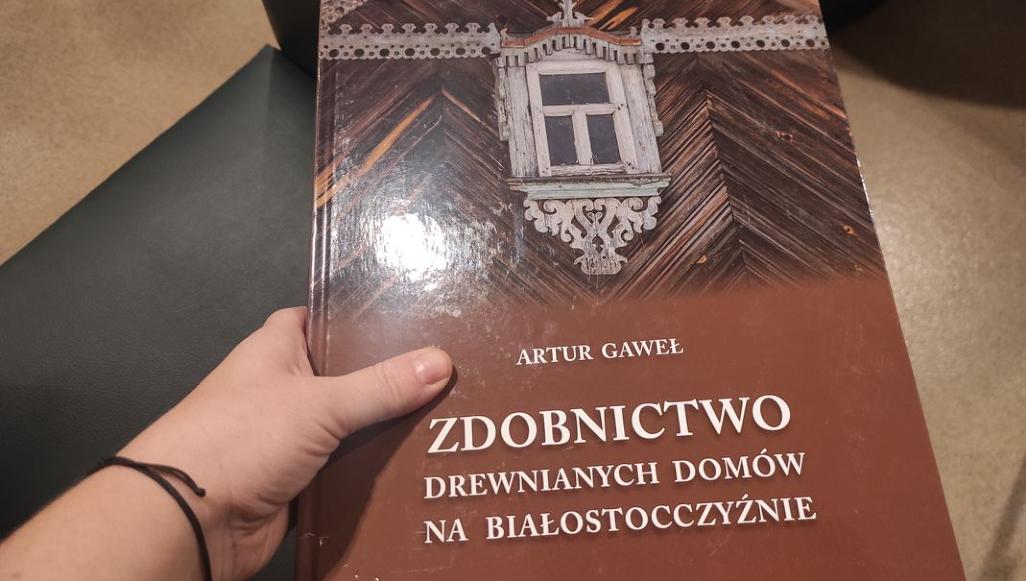 ARTUR GAWEŁ
ZDOBNICTWO
DREWNIANYCH DOMÓW
NA BIAŁOSTOCCZYŹNIE